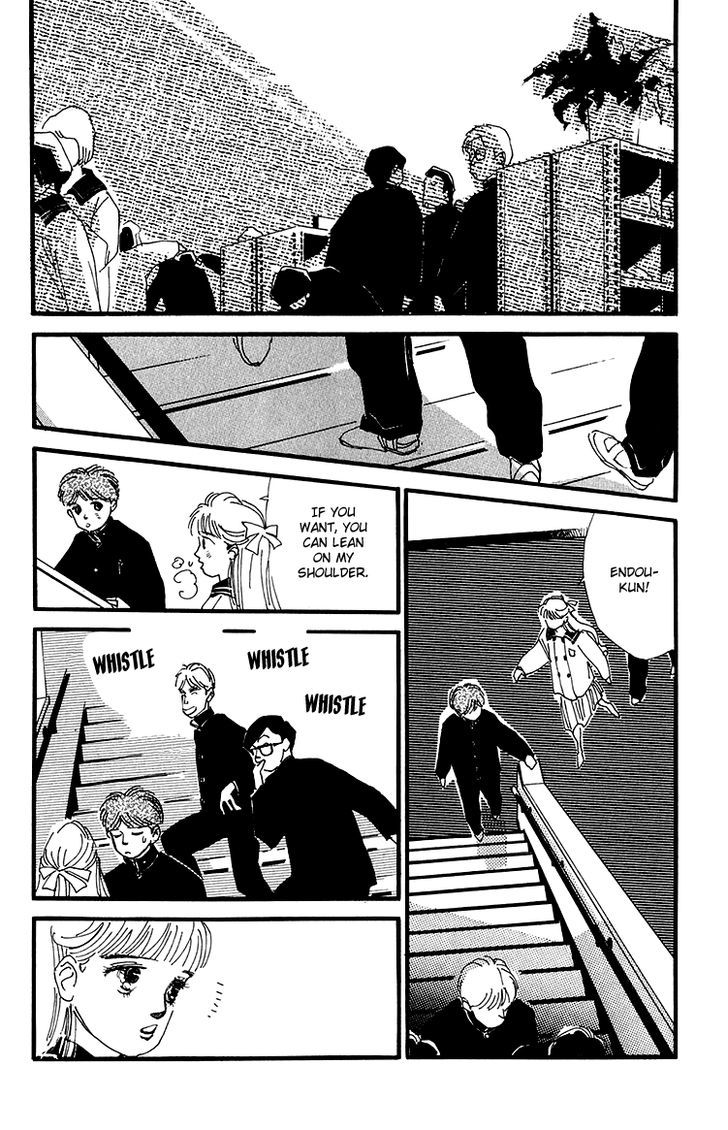 ENDOU-
KUN!
IF YOU
WANT, YOU
CAN LEAN
ON MY
SHOULDER.
WHISTLE
WHISTLE
WHISTLE